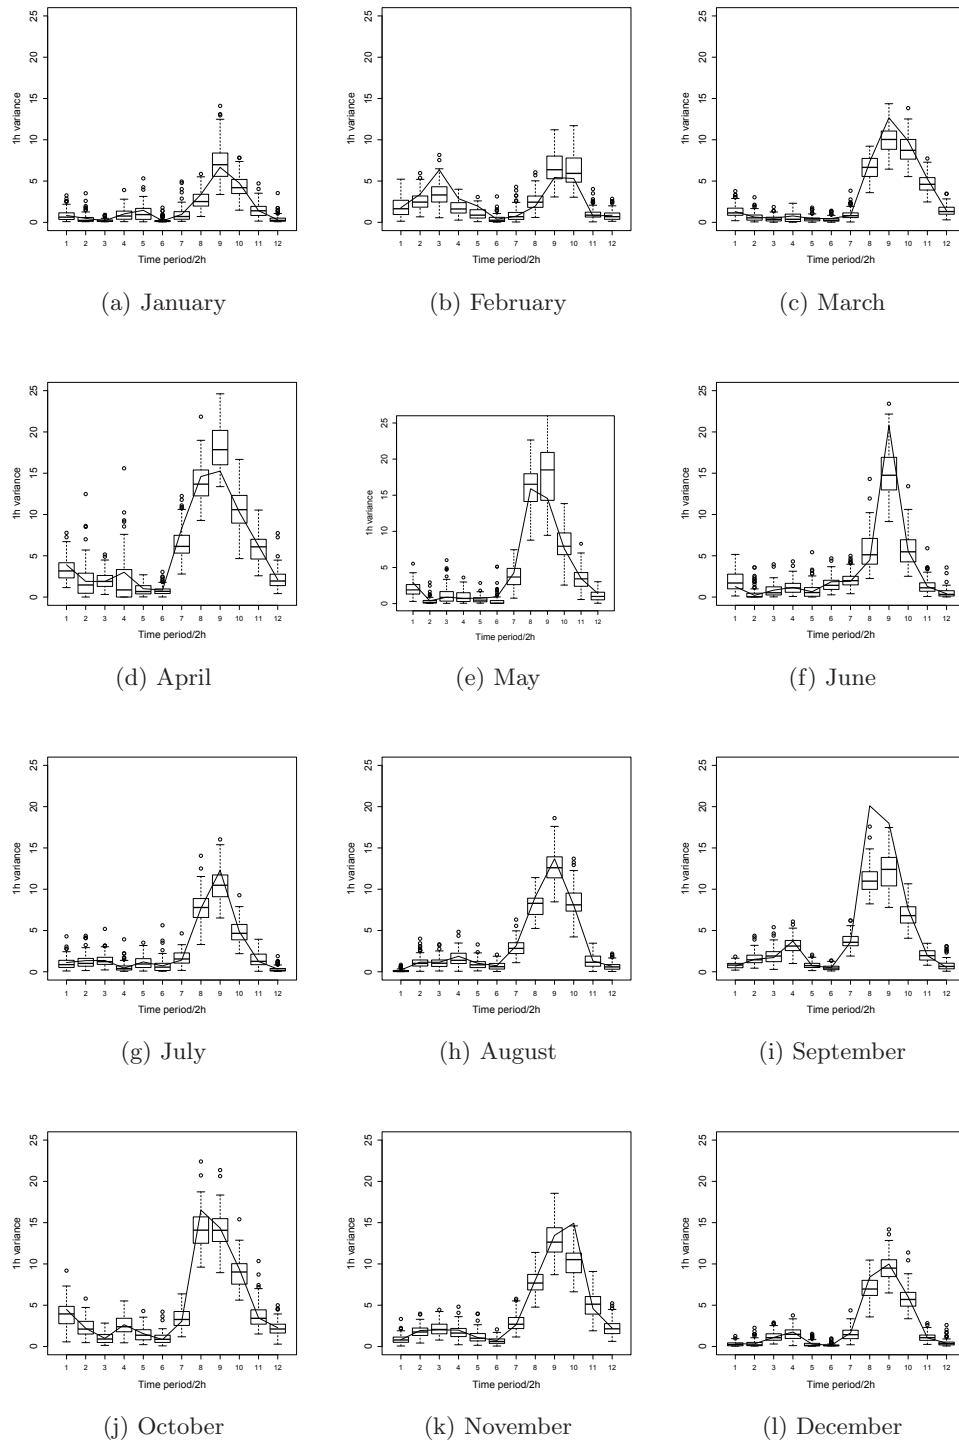 1h variance
0 5 10 15 20 25
1 2 3 4 5 6 7 8 9 10 11 12
Time period/2h
(a) January
1h variance
0 5 10 15 20 25
1 2 3 4 5 6 7 8 9 10 11 12
Time period/2h
(b) February
1h variance
0 5 10 15 20 25
1 2 3 4 5 6 7 8 9 10 11 12
Time period/2h
(c) March
1h variance
0 5 10 15 20 25
1 2 3 4 5 6 7 8 9 10 11 12
Time period/2h
(d) April
1h variance
0 5 10 15 20 25
1 2 3 4 5 6 7 8 9 10 11 12
Time period/2h
(e) May
1h variance
0 5 10 15 20 25
1 2 3 4 5 6 7 8 9 10 11 12
Time period/2h
(f) June
1h variance
0 5 10 15 20 25
1 2 3 4 5 6 7 8 9 10 11 12
Time period/2h
(g) July
1h variance
0 5 10 15 20 25
1 2 3 4 5 6 7 8 9 10 11 12
Time period/2h
(h) August
1h variance
0 5 10 15 20 25
1 2 3 4 5 6 7 8 9 10 11 12
Time period/2h
(i) September
1h variance
0 5 10 15 20 25
1 2 3 4 5 6 7 8 9 10 11 12
Time period/2h
(j) October
1h variance
0 5 10 15 20 25
1 2 3 4 5 6 7 8 9 10 11 12
Time period/2h
(k) November
1h variance
0 5 10 15 20 25
1 2 3 4 5 6 7 8 9 10 11 12
Time period/2h
(l) December